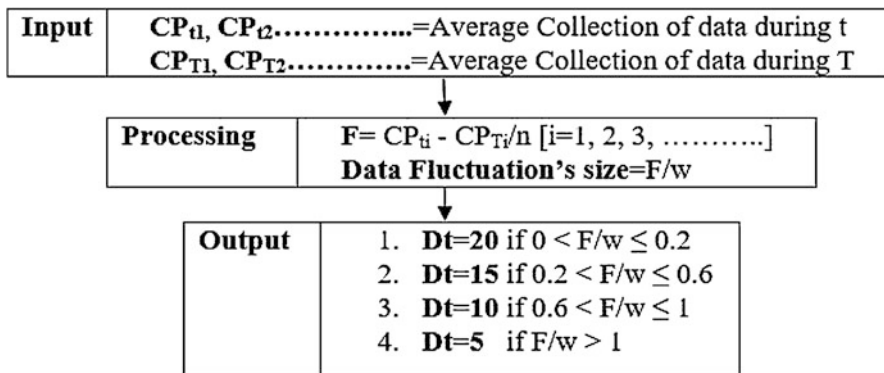 Input CPt1, CPt2……………..=Average Collection of data during t
CPT1, CPT2………….=Average Collection of data during T
Processing F= CPti - CPTi/n [i=1, 2, 3, ………..]
Data Fluctuation's size=F/w
Output 1. Dt=20 if 0 < F/w ≤ 0.2
2. Dt=15 if 0.2 < F/w ≤ 0.6
3. Dt=10 if 0.6 < F/w ≤ 1
4. Dt=5 if F/w > 1